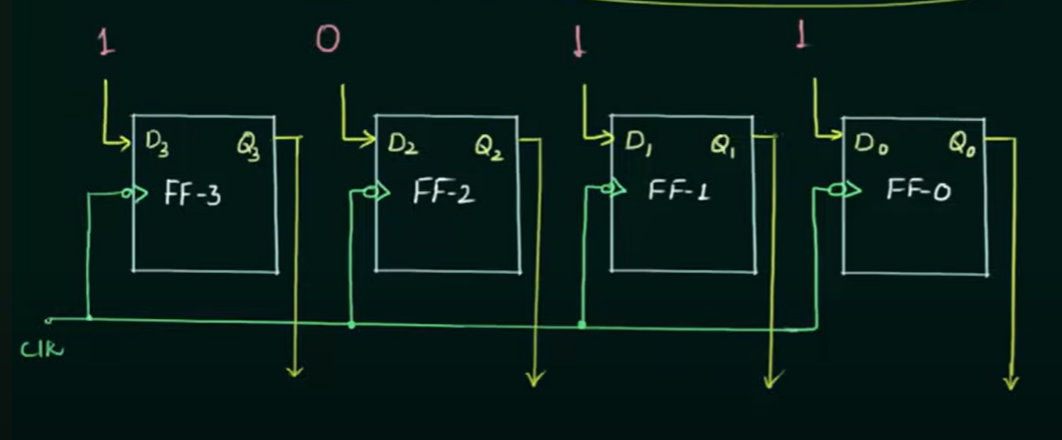 1 0 1 1
D₃ Q₃ D₂ Q₂ D₁ Q₁ D₀ Q₀
FF-3 FF-2 FF-1 FF-0
Clk